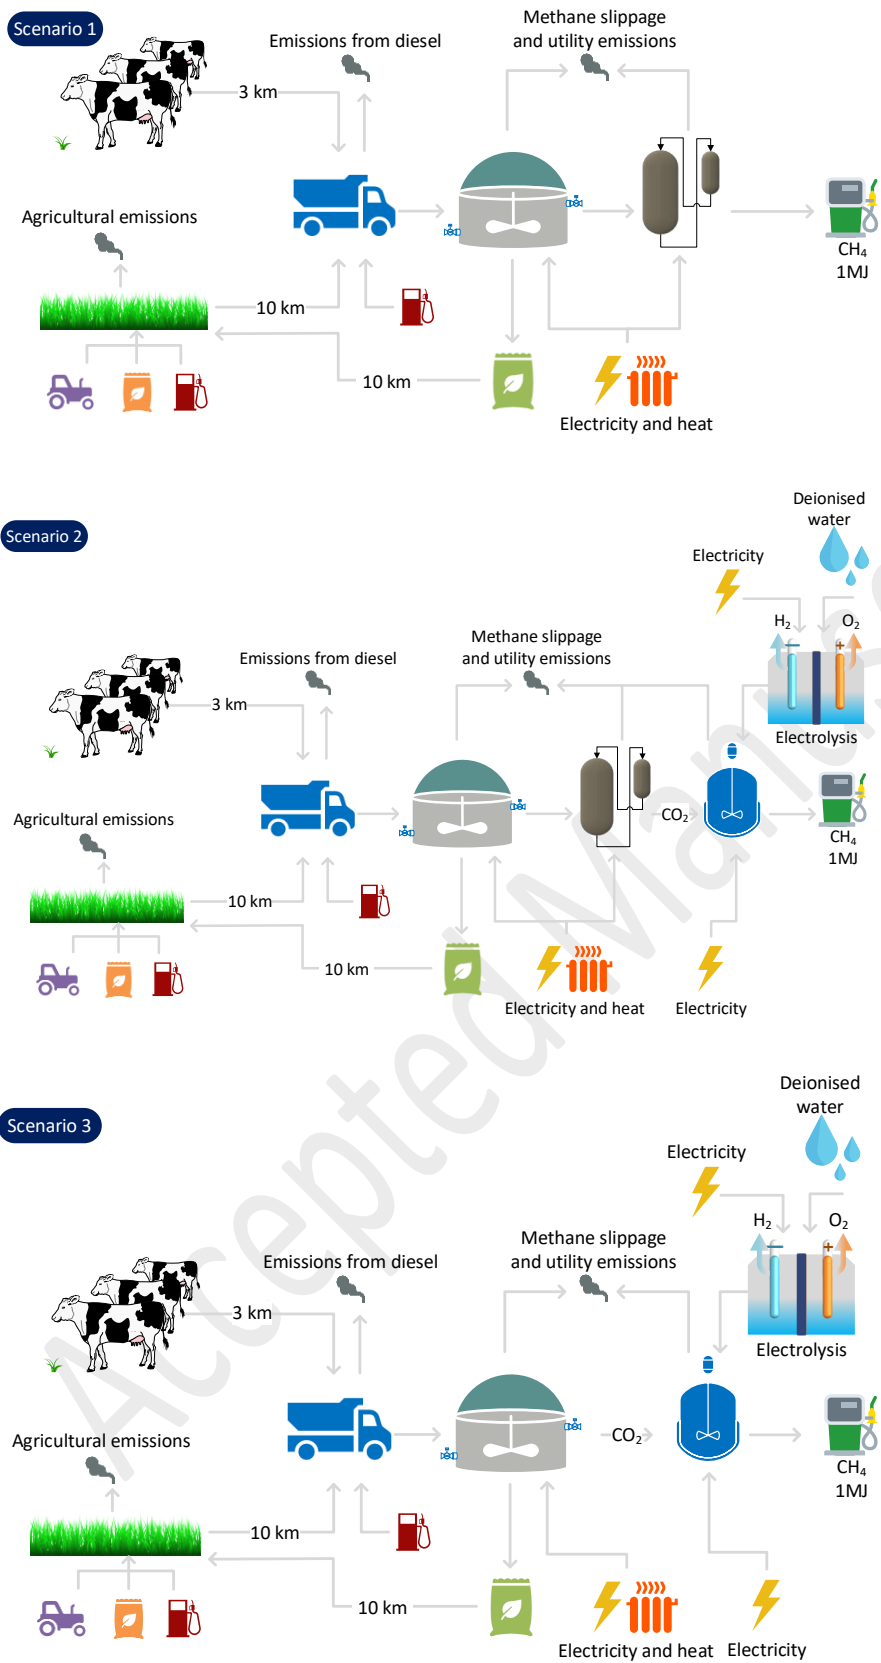 Scenario 1
Methane slippage
and utility emissions
Emissions from diesel
3 km
Agricultural emissions
10 km
CH₄
1MJ
10 km
Electricity and heat
Scenario 2
Deionised
water
Electricity
H₂
O₂
Methane slippage
and utility emissions
Emissions from diesel
3 km
Electrolysis
CO₂
Agricultural emissions
CH₄
1MJ
10 km
10 km
Electricity and heat
Electricity
Scenario 3
Deionised
water
Electricity
H₂
O₂
Methane slippage
and utility emissions
Emissions from diesel
3 km
Electrolysis
Agricultural emissions
CO₂
CH₄
1MJ
10 km
10 km
Electricity and heat
Electricity
Accepted Manus